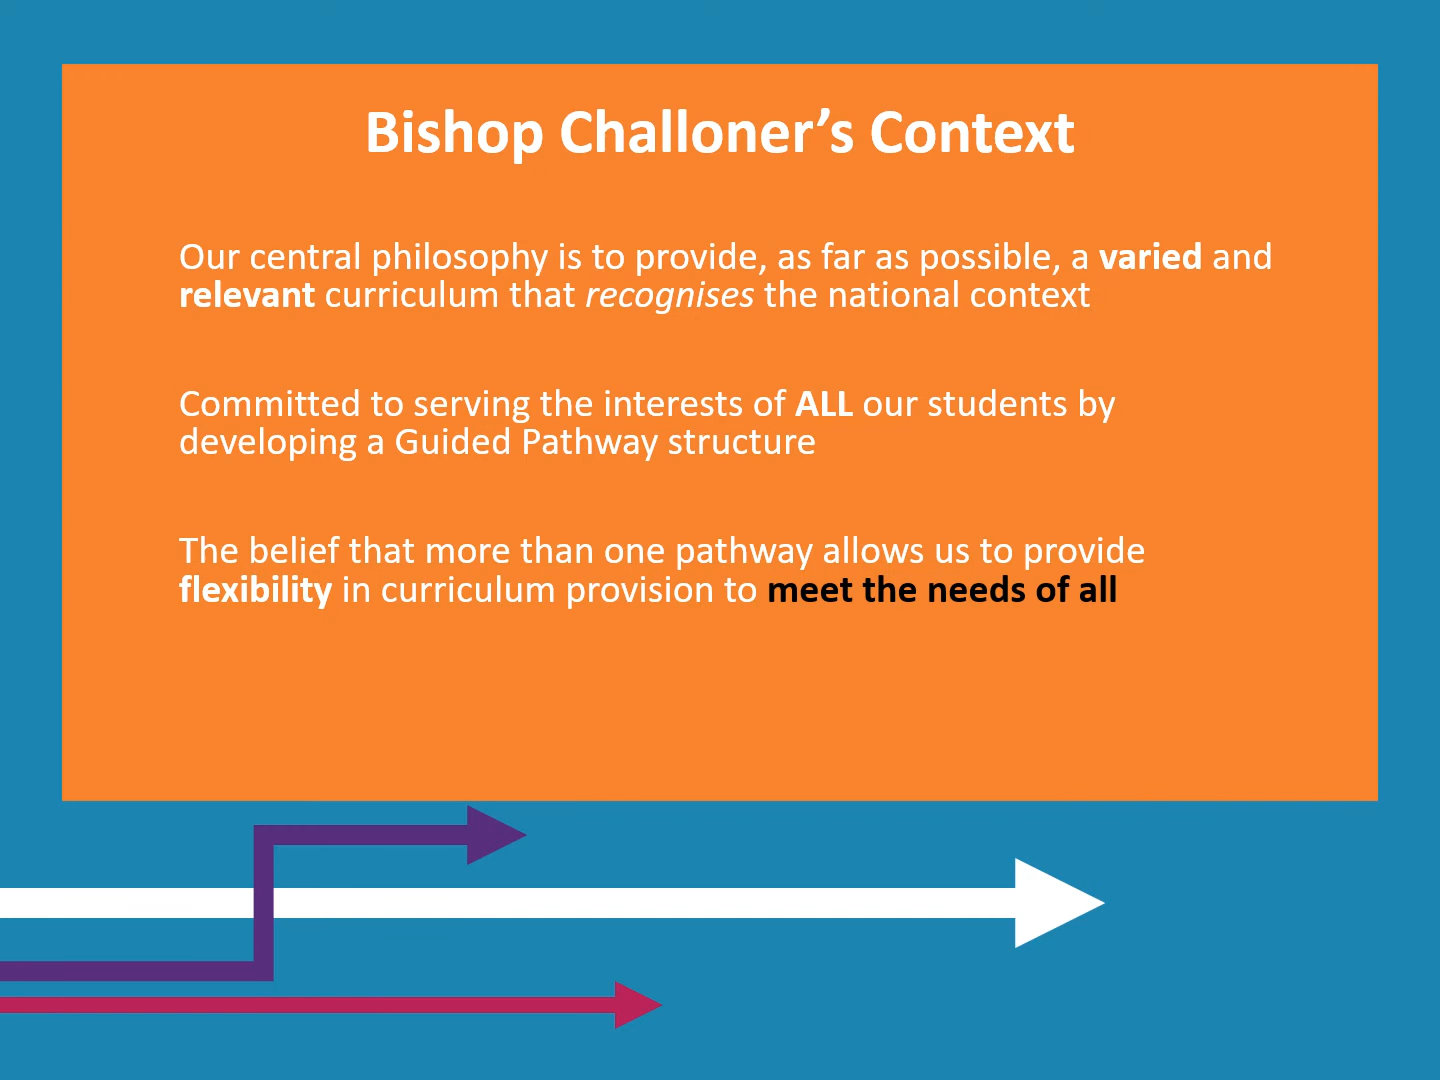 Bishop Challoner’s Context
Our central philosophy is to provide, as far as possible, a varied and
relevant curriculum that recognises the national context
Committed to serving the interests of ALL our students by
developing a Guided Pathway structure
The belief that more than one pathway allows us to provide
flexibility in curriculum provision to meet the needs of all